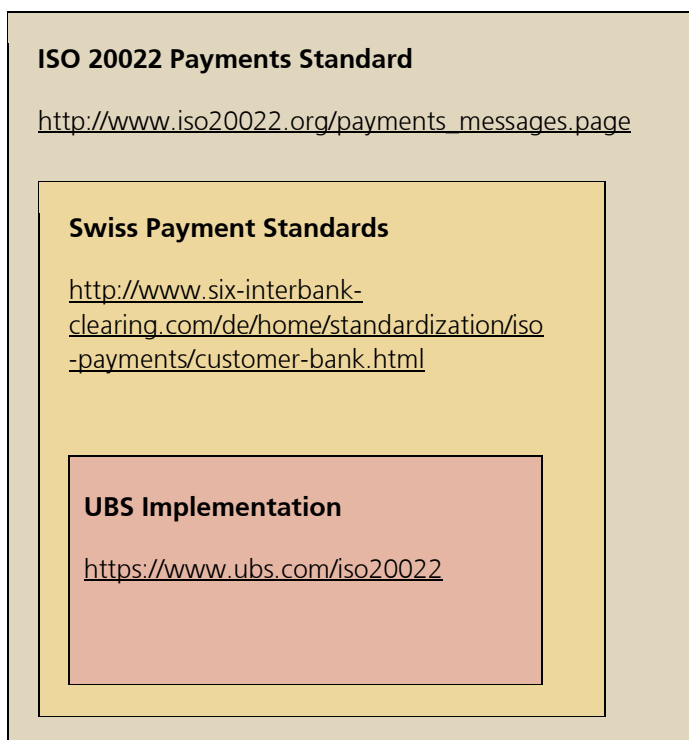 ISO 20022 Payments Standard
http://www.iso20022.org/payments_messages.page
Swiss Payment Standards
http://www.six-interbank-
clearing.com/de/home/standardization/iso
-payments/customer-bank.html
UBS Implementation
https://www.ubs.com/iso20022